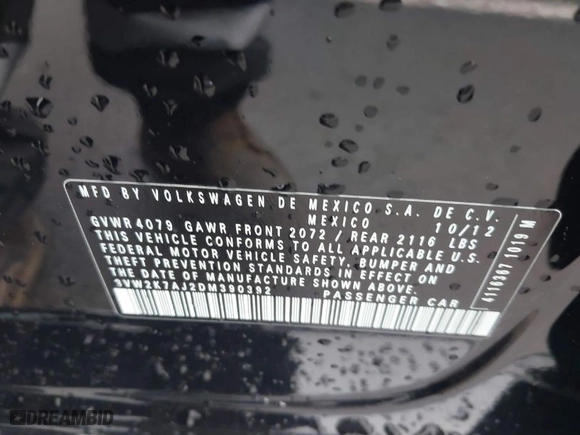 MFD BY VOLKSWAGEN DE MEXICO S.A. DE C.V.
MEXICO 10/12
GVWR 4079 GAWR FRONT 2072 / REAR 2116 LBS
THIS VEHICLE CONFORMS TO ALL APPLICABLE U.S.
FEDERAL MOTOR VEHICLE SAFETY, BUMPER AND
THEFT PREVENTION STANDARDS IN EFFECT ON
THE DATE OF MANUFACTURE SHOWN ABOVE.
3VW2K7AJ2DM390392 PASSENGER CAR
4116397 1019 M
DREAMBID